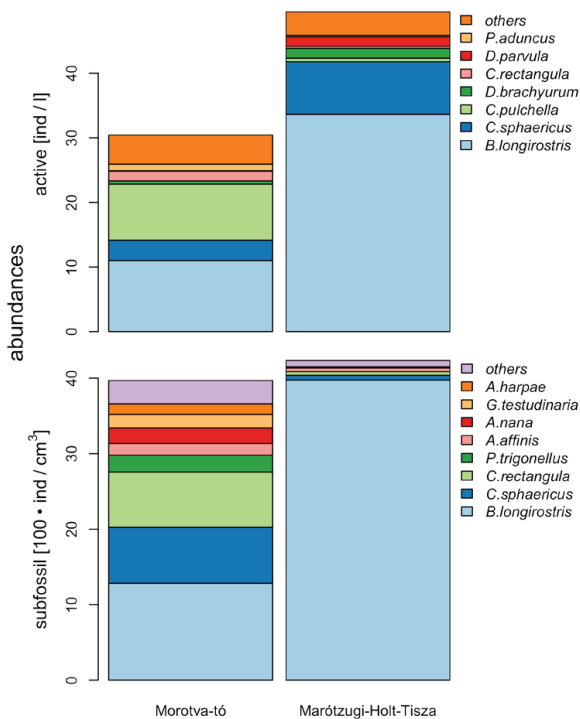 others
P.aduncus
D.parvula
C.rectangula
D.brachyurum
C.pulchella
C.sphaericus
B.longirostris
active [ind / l]
40
30
20
10
0
abundances
others
A.harpae
G.testudinaria
A.nana
A.affinis
P.trigonellus
C.rectangula
C.sphaericus
B.longirostris
subfossil [100 • ind / cm³]
40
30
20
10
0
Morotva-tó
Marótzugi-Holt-Tisza